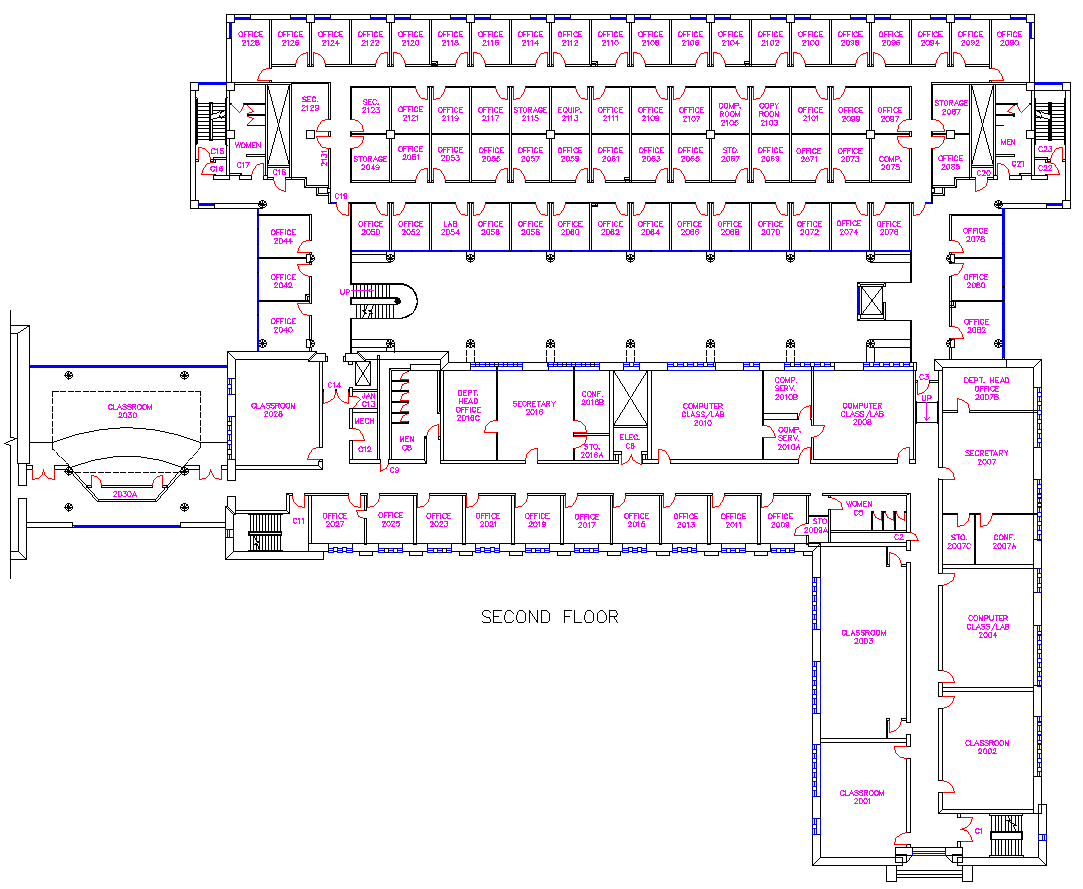 OFFICE
2128
OFFICE
2126
OFFICE
2124
OFFICE
2122
OFFICE
2120
OFFICE
2118
OFFICE
2116
OFFICE
2114
OFFICE
2112
OFFICE
2110
OFFICE
2108
OFFICE
2106
OFFICE
2104
OFFICE
2102
OFFICE
2100
OFFICE
2098
OFFICE
2096
OFFICE
2094
OFFICE
2092
OFFICE
2090
SEC.
2129
SEC.
2123
OFFICE
2121
OFFICE
2119
OFFICE
2117
STORAGE
2115
EQUIP.
2113
OFFICE
2111
OFFICE
2109
OFFICE
2107
COMP.
ROOM
2105
COPY
ROOM
2103
OFFICE
2101
OFFICE
2099
OFFICE
2097
STORAGE
2087
WOMEN
C15
C16
C17
C18
2131
STORAGE
2049
OFFICE
2051
OFFICE
2053
OFFICE
2055
OFFICE
2057
OFFICE
2059
OFFICE
2061
OFFICE
2063
OFFICE
2065
STO.
2067
OFFICE
2069
OFFICE
2071
OFFICE
2073
COMP.
2075
OFFICE
2085
MEN
C20
C21
C22
C23
C19
OFFICE
2050
OFFICE
2052
LAB
2054
OFFICE
2056
OFFICE
2058
OFFICE
2060
OFFICE
2062
OFFICE
2064
OFFICE
2066
OFFICE
2068
OFFICE
2070
OFFICE
2072
OFFICE
2074
OFFICE
2076
OFFICE
2044
OFFICE
2042
OFFICE
2040
UP
OFFICE
2078
OFFICE
2080
OFFICE
2082
CLASSROOM
2030
2030A
CLASSROOM
2028
C14
JAN
C13
MECH
C12
MEN
C8
C9
DEPT.
HEAD
OFFICE
2016C
SECRETARY
2016
CONF.
2016B
STO.
2016A
ELEC.
C6
COMPUTER
CLASS/LAB
2010
COMP.
SERV.
2010B
COMP.
SERV.
2010A
COMPUTER
CLASS/LAB
2008
C3
UP
DEPT. HEAD
OFFICE
2007B
SECRETARY
2007
STO.
2007C
CONF.
2007A
C11
OFFICE
2027
OFFICE
2025
OFFICE
2023
OFFICE
2021
OFFICE
2019
OFFICE
2017
OFFICE
2015
OFFICE
2013
OFFICE
2011
OFFICE
2009
STO
2009A
WOMEN
C5
C2
SECOND FLOOR
CLASSROOM
2003
COMPUTER
CLASS/LAB
2004
CLASSROOM
2002
CLASSROOM
2001
C1